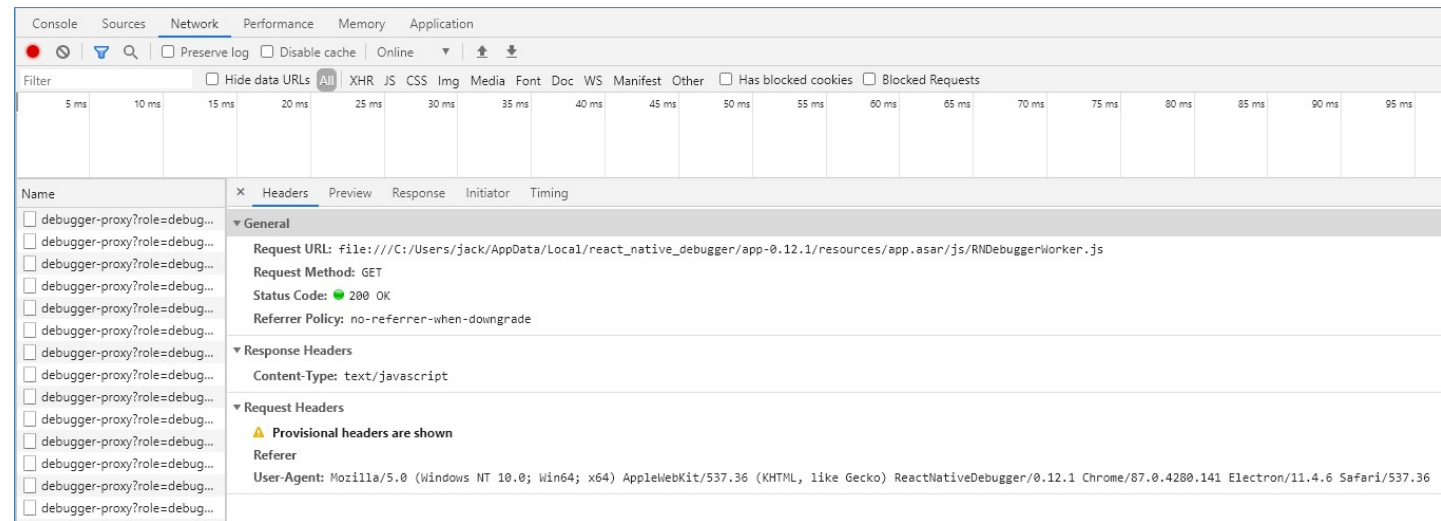 Console Sources Network Performance Memory Application
Preserve log Disable cache Online
Filter Hide data URLs All XHR JS CSS Img Media Font Doc WS Manifest Other Has blocked cookies Blocked Requests
5 ms 10 ms 15 ms 20 ms 25 ms 30 ms 35 ms 40 ms 45 ms 50 ms 55 ms 60 ms 65 ms 70 ms 75 ms 80 ms 85 ms 90 ms 95 ms
Name
debugger-proxy?role=debug...
debugger-proxy?role=debug...
debugger-proxy?role=debug...
debugger-proxy?role=debug...
debugger-proxy?role=debug...
debugger-proxy?role=debug...
debugger-proxy?role=debug...
debugger-proxy?role=debug...
debugger-proxy?role=debug...
debugger-proxy?role=debug...
debugger-proxy?role=debug...
debugger-proxy?role=debug...
debugger-proxy?role=debug...
debugger-proxy?role=debug...
× Headers Preview Response Initiator Timing
General
Request URL: file:///C:/Users/jack/AppData/Local/react_native_debugger/app-0.12.1/resources/app.asar/js/RNDebuggerWorker.js
Request Method: GET
Status Code: 200 OK
Referrer Policy: no-referrer-when-downgrade
Response Headers
Content-Type: text/javascript
Request Headers
Provisional headers are shown
Referer
User-Agent: Mozilla/5.0 (Windows NT 10.0; Win64; x64) AppleWebKit/537.36 (KHTML, like Gecko) ReactNativeDebugger/0.12.1 Chrome/87.0.4280.141 Electron/11.4.6 Safari/537.36